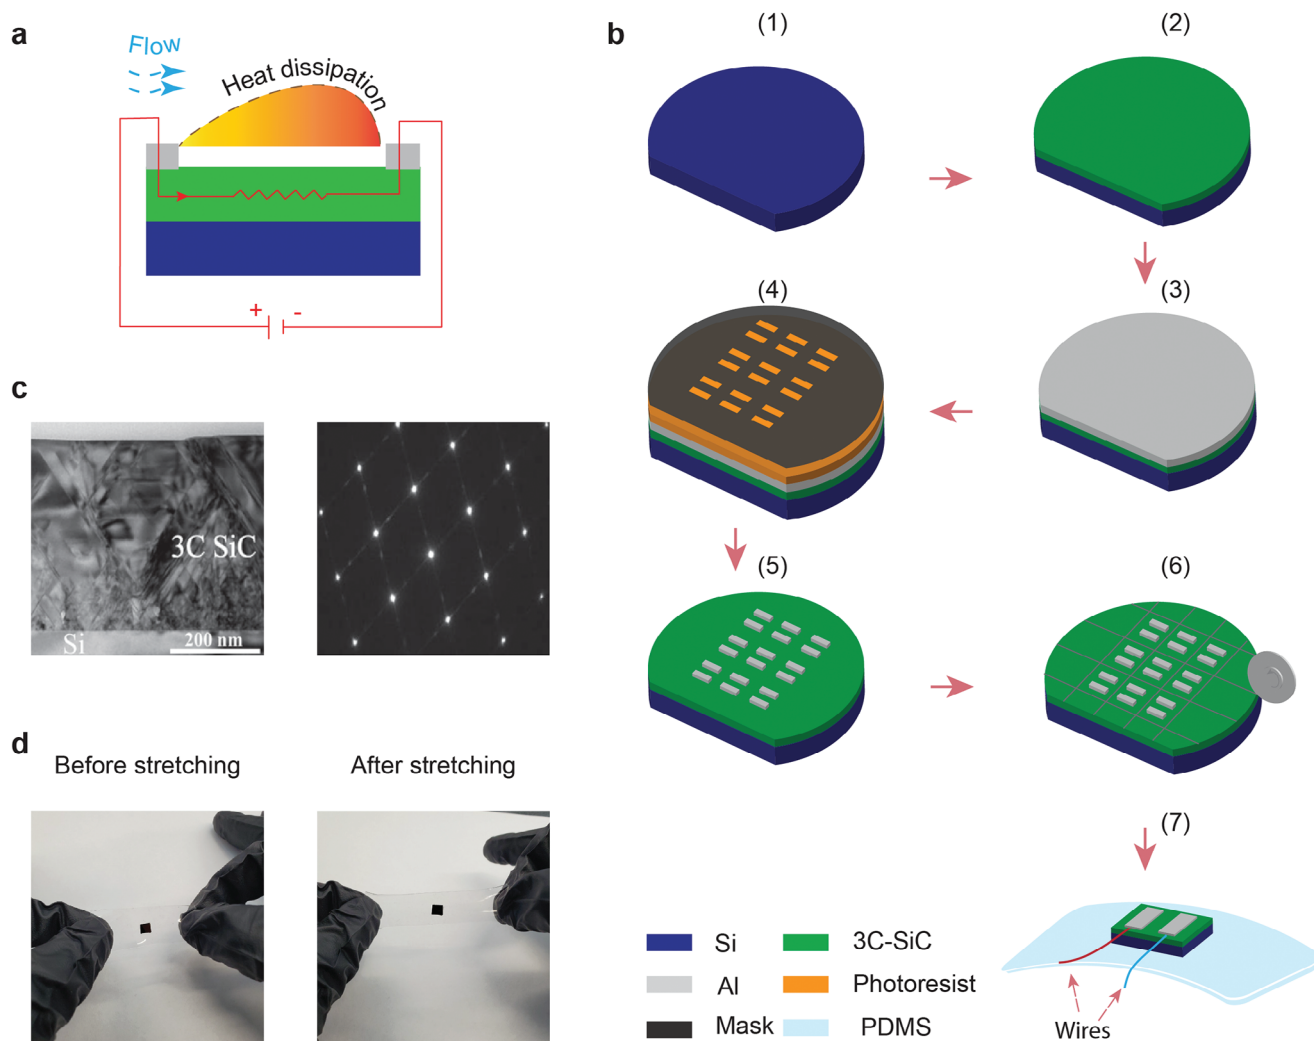 a
Flow
Heat dissipation
+ -
b
(1)
(2)
(3)
(4)
(5)
(6)
(7)
Wires
Si
3C-SiC
Al
Photoresist
Mask
PDMS
c
3C SiC
Si
200 nm
d
Before stretching
After stretching